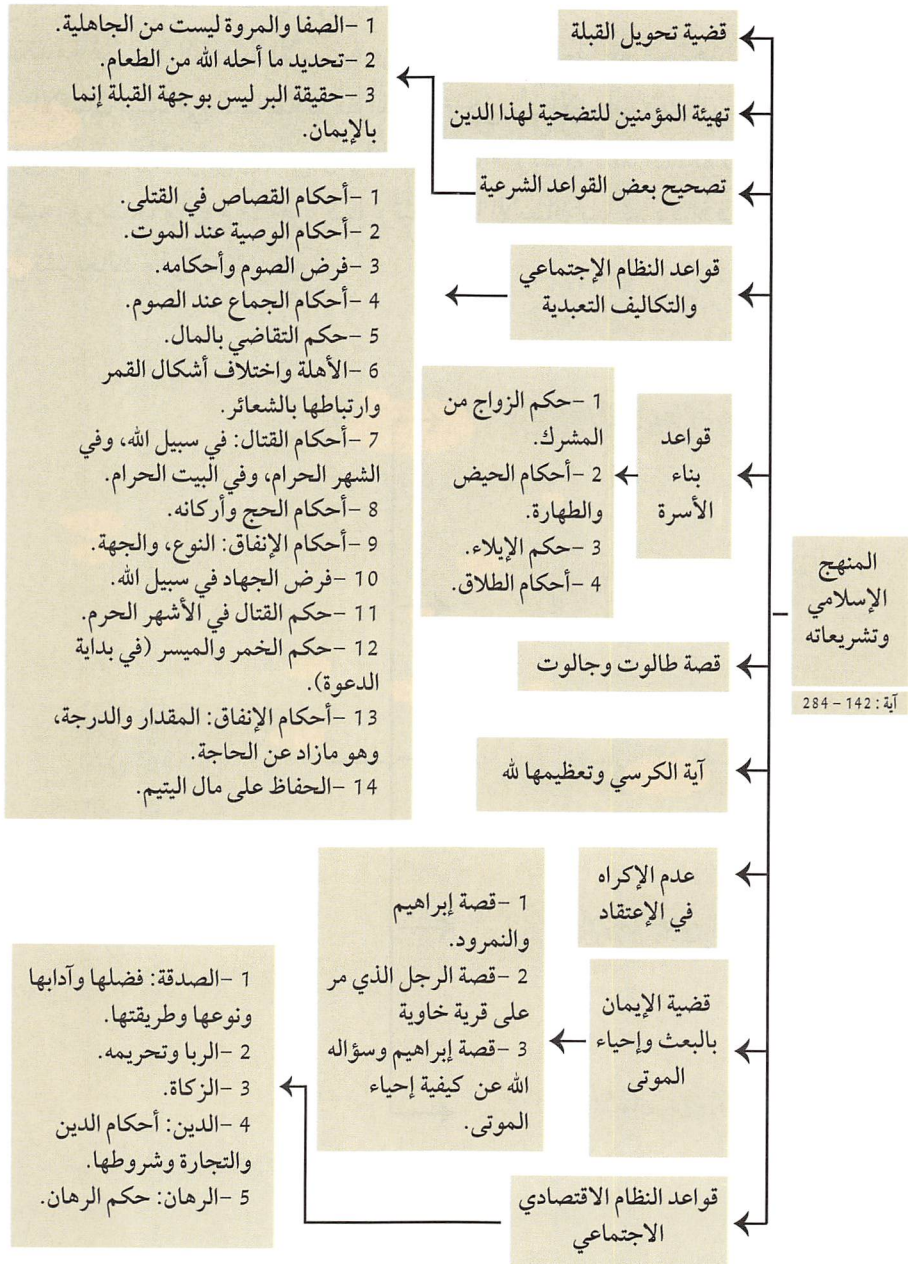 المنهج
الإسلامي
وتشريعاته
آية: 142 – 284
قضية تحويل القبلة
تهيئة المؤمنين للتضحية لهذا الدين
تصحيح بعض القواعد الشرعية
1 –الصفا والمروة ليست من الجاهلية.
2 –تحديد ما أحله الله من الطعام.
3 –حقيقة البر ليس بوجهة القبلة إنما
بالإيمان.
قواعد النظام الإجتماعي
والتكاليف التعبدية
1 –أحكام القصاص في القتلى.
2 –أحكام الوصية عند الموت.
3 –فرض الصوم وأحكامه.
4 –أحكام الجماع عند الصوم.
5 –حكم التقاضي بالمال.
6 –الأهلة واختلاف أشكال القمر
وارتباطها بالشعائر.
7 –أحكام القتال: في سبيل الله، وفي
الشهر الحرام، وفي البيت الحرام.
8 –أحكام الحج وأركانه.
9 –أحكام الإنفاق: النوع، والجهة.
10 –فرض الجهاد في سبيل الله.
11 –حكم القتال في الأشهر الحرم.
12 –حكم الخمر والميسر (في بداية
الدعوة).
13 –أحكام الإنفاق: المقدار والدرجة،
وهو مازاد عن الحاجة.
14 –الحفاظ على مال اليتيم.
قواعد
بناء
الأسرة
1 –حكم الزواج من
المشرك.
2 –أحكام الحيض
والطهارة.
3 –حكم الإيلاء.
4 –أحكام الطلاق.
قصة طالوت وجالوت
آية الكرسي وتعظيمها لله
عدم الإكراه
في الإعتقاد
قضية الإيمان
بالبعث وإحياء
الموتى
1 –قصة إبراهيم
والنمرود.
2 –قصة الرجل الذي مر
على قرية خاوية
3 –قصة إبراهيم وسؤاله
الله عن كيفية إحياء
الموتى.
قواعد النظام الاقتصادي
الاجتماعي
1 –الصدقة: فضلها وآدابها
ونوعها وطريقتها.
2 –الربا وتحريمه.
3 –الزكاة.
4 –الدين: أحكام الدين
والتجارة وشروطها.
5 –الرهان: حكم الرهان.